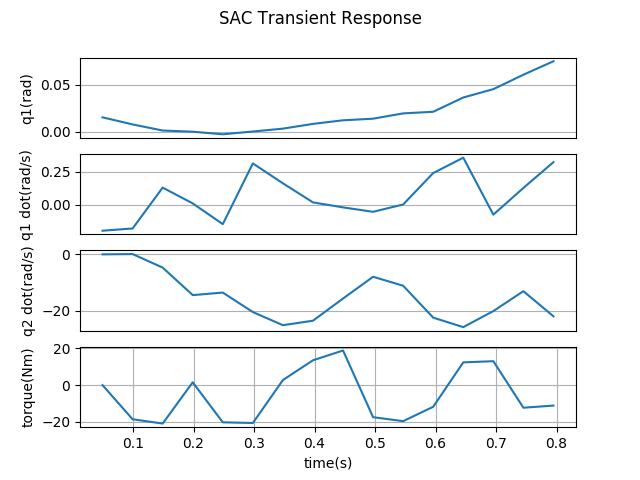 SAC Transient Response
q1(rad)
0.05
0.00
q1 dot(rad/s)
0.25
0.00
q2 dot(rad/s)
0
−20
torque(Nm)
20
0
−20
0.1 0.2 0.3 0.4 0.5 0.6 0.7 0.8
time(s)